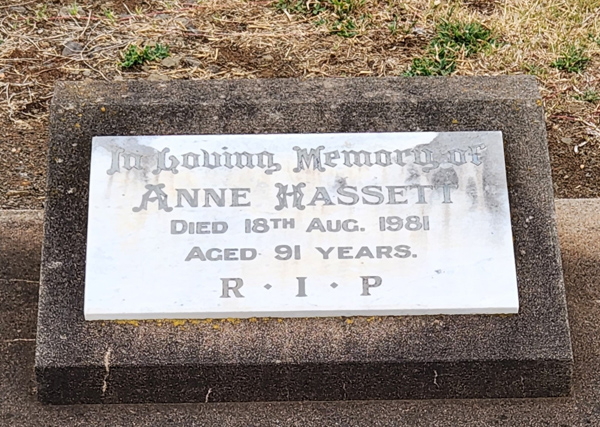 In Loving Memory of
ANNE HASSETT
DIED 18TH AUG. 1981
AGED 91 YEARS.
R · I · P